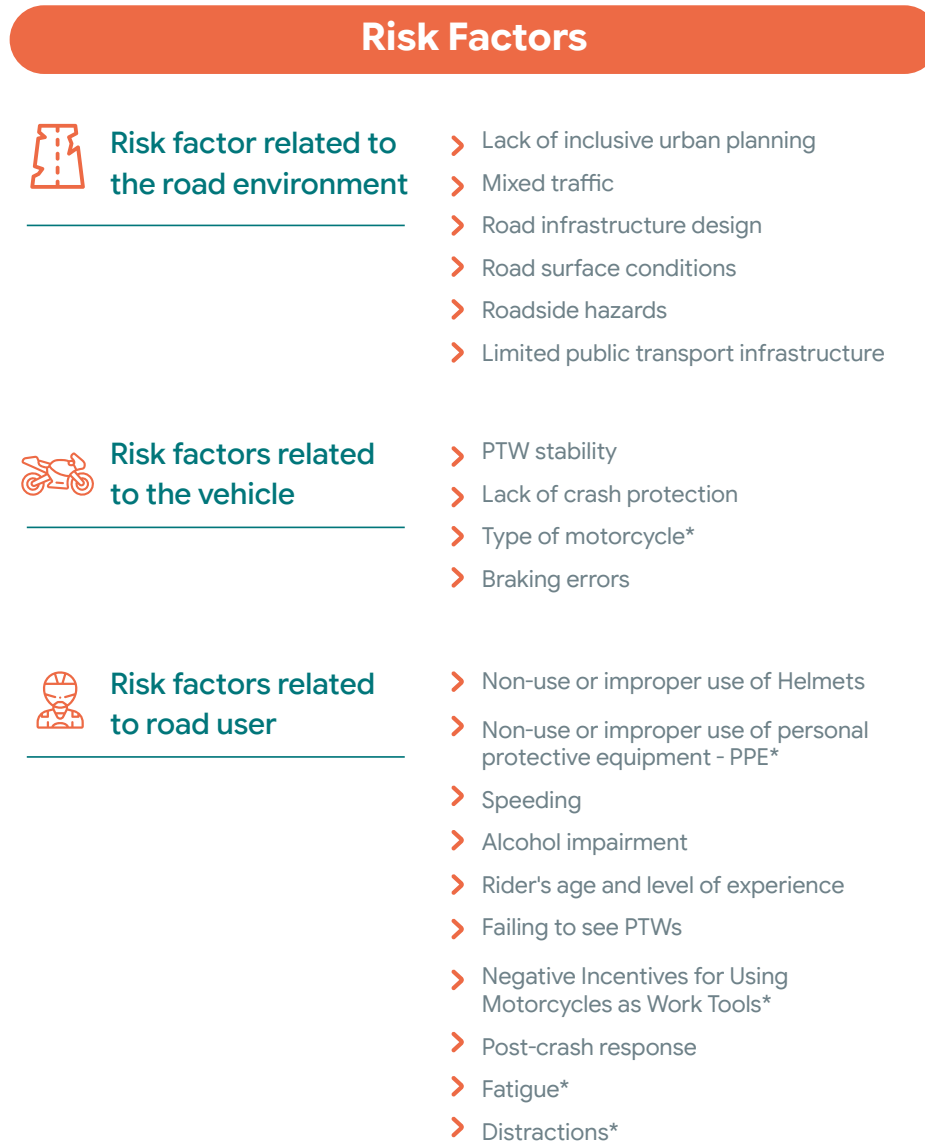 Risk Factors
Risk factor related to
the road environment
Lack of inclusive urban planning
Mixed traffic
Road infrastructure design
Road surface conditions
Roadside hazards
Limited public transport infrastructure
Risk factors related
to the vehicle
PTW stability
Lack of crash protection
Type of motorcycle*
Braking errors
Risk factors related
to road user
Non-use or improper use of Helmets
Non-use or improper use of personal
protective equipment - PPE*
Speeding
Alcohol impairment
Rider's age and level of experience
Failing to see PTWs
Negative Incentives for Using
Motorcycles as Work Tools*
Post-crash response
Fatigue*
Distractions*